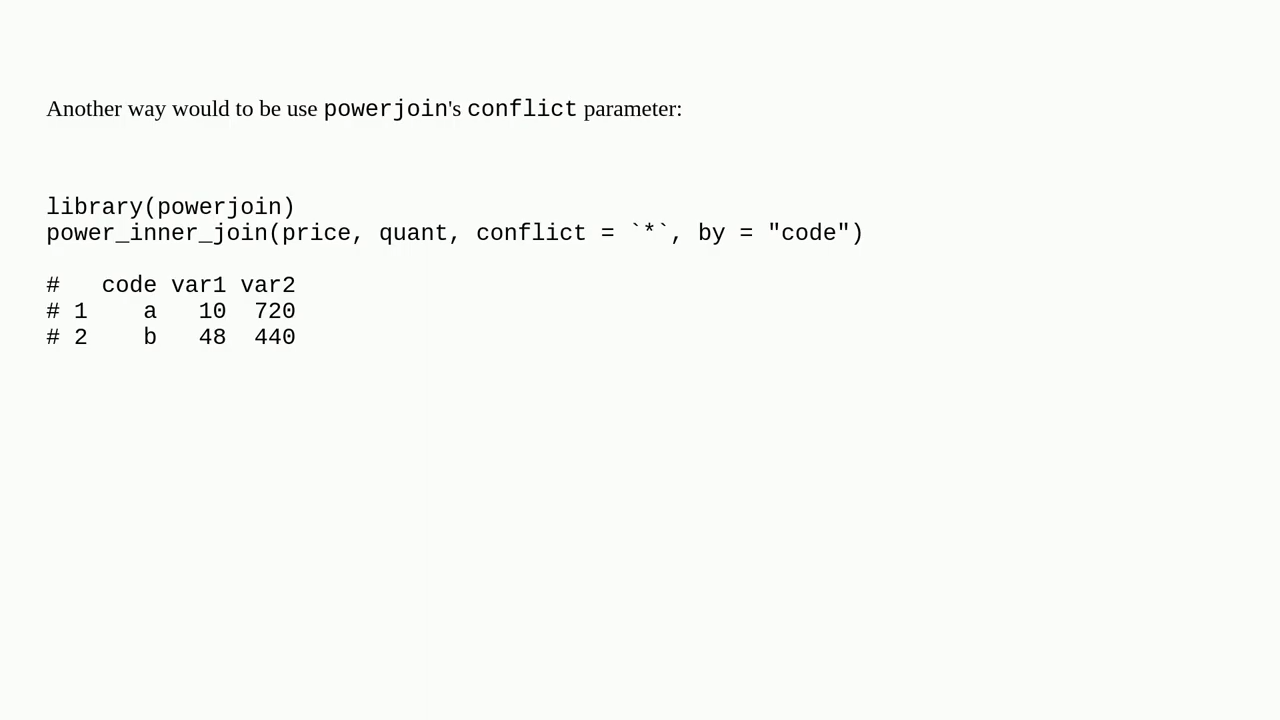 Another way would to be use powerjoin's conflict parameter:
library(powerjoin)
power_inner_join(price, quant, conflict = `*`, by = "code")
#   code var1 var2
# 1    a   10  720
# 2    b   48  440